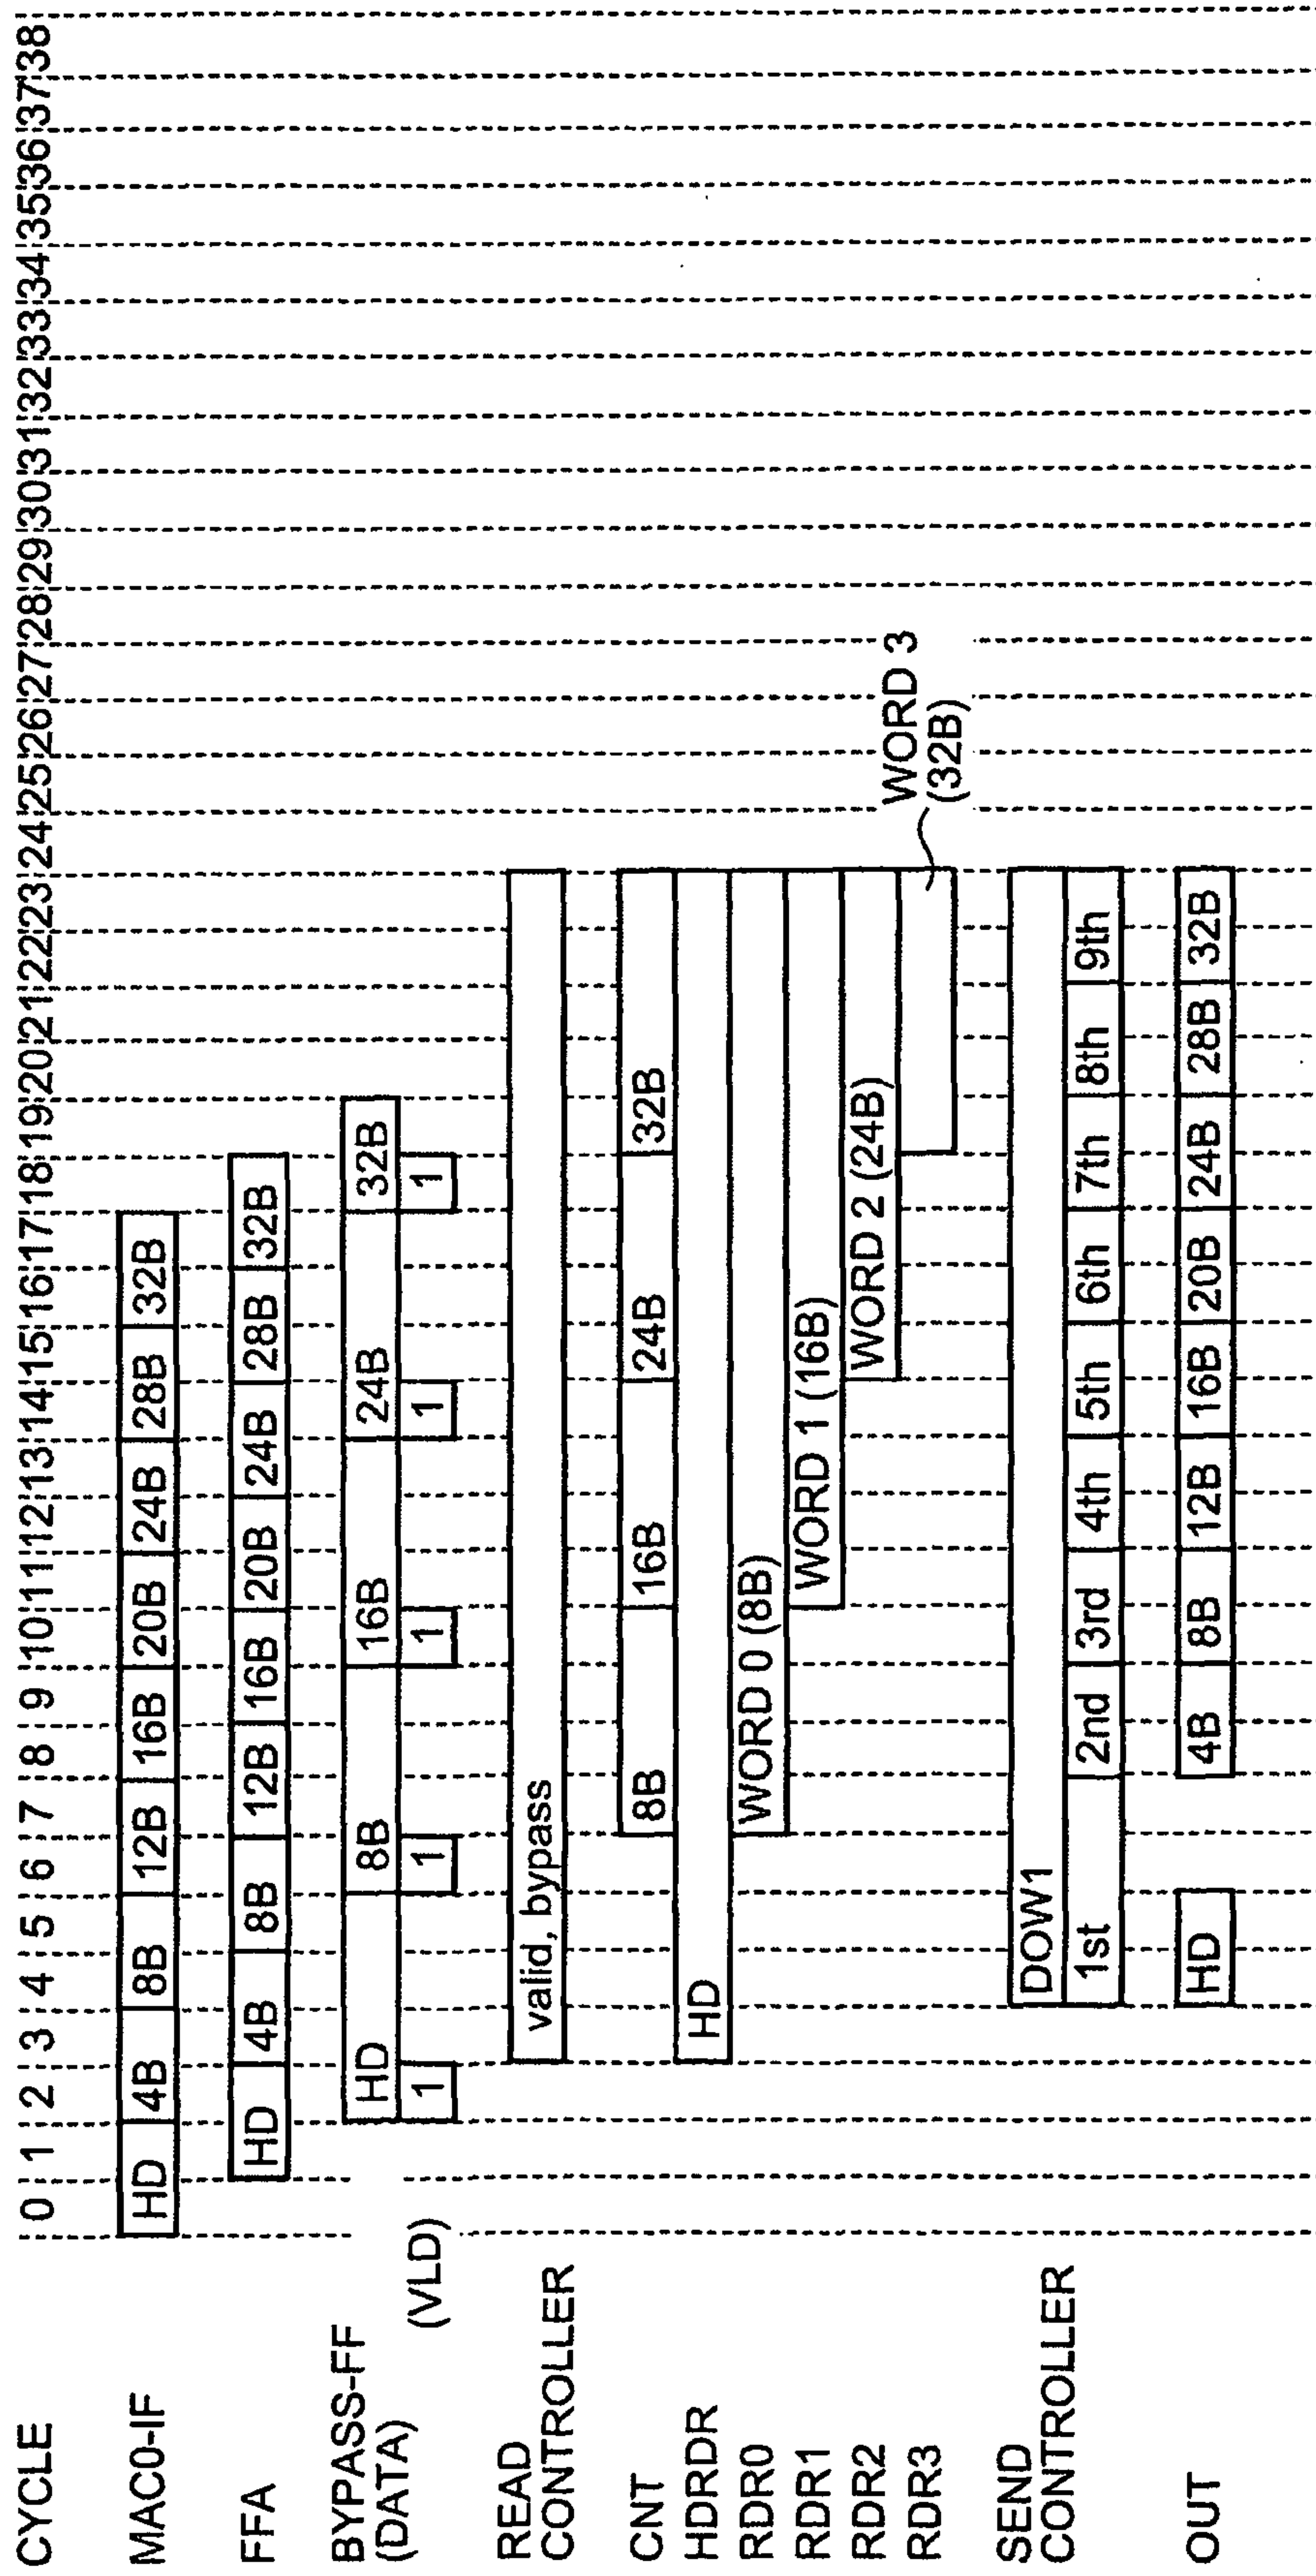 CYCLE 0 1 2 3 4 5 6 7 8 9 10 11 12 13 14 15 16 17 18 19 20 21 22 23 24 25 26 27 28 29 30 31 32 33 34 35 36 37 38
MAC0-IF HD 4B 8B 12B 16B 20B 24B 28B 32B
FFA HD 4B 8B 12B 16B 20B 24B 28B 32B
BYPASS-FF
(DATA) HD 8B 16B 24B 32B
(VLD) 1 1 1 1 1
READ
CONTROLLER valid, bypass
CNT 8B 16B 24B 32B
HDRDR HD
RDR0 WORD 0 (8B)
RDR1 WORD 1 (16B)
RDR2 WORD 2 (24B)
RDR3 WORD 3
(32B)
SEND
CONTROLLER DOW1
1st 2nd 3rd 4th 5th 6th 7th 8th 9th
OUT HD 4B 8B 12B 16B 20B 24B 28B 32B